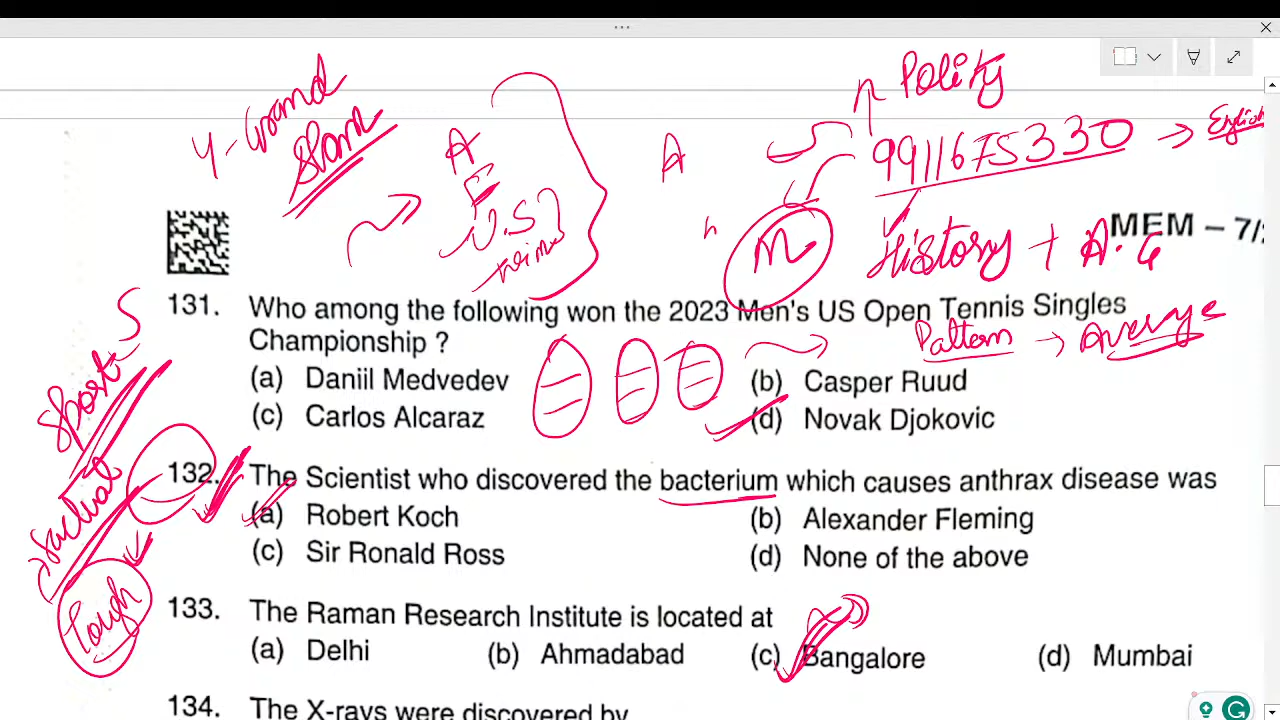 Polity
4-Grand
Slam
A
9911675330 → English
A
F
U.S
M
History + A.G
MEM – 7/
131. Who among the following won the 2023 Men's US Open Tennis Singles
Championship ?
Pattern → Average
(a) Daniil Medvedev (b) Casper Ruud
(c) Carlos Alcaraz (d) Novak Djokovic
132. The Scientist who discovered the bacterium which causes anthrax disease was
(a) Robert Koch (b) Alexander Fleming
(c) Sir Ronald Ross (d) None of the above
factual
Tough
133. The Raman Research Institute is located at
(a) Delhi (b) Ahmadabad (c) Bangalore (d) Mumbai
134. The X-rays were discovered by